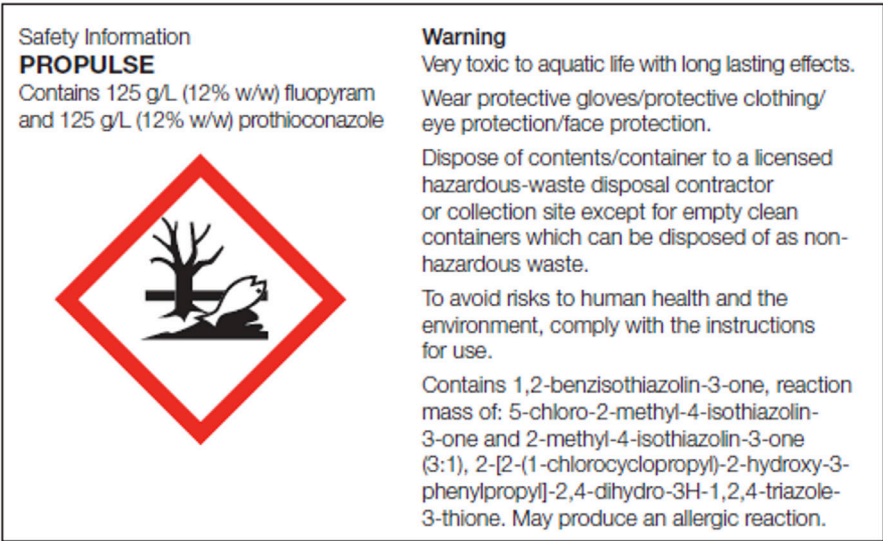 Safety Information
PROPULSE
Contains 125 g/L (12% w/w) fluopyram
and 125 g/L (12% w/w) prothioconazole
Warning
Very toxic to aquatic life with long lasting effects.
Wear protective gloves/protective clothing/
eye protection/face protection.
Dispose of contents/container to a licensed
hazardous-waste disposal contractor
or collection site except for empty clean
containers which can be disposed of as non-
hazardous waste.
To avoid risks to human health and the
environment, comply with the instructions
for use.
Contains 1,2-benzisothiazolin-3-one, reaction
mass of: 5-chloro-2-methyl-4-isothiazolin-
3-one and 2-methyl-4-isothiazolin-3-one
(3:1), 2-[2-(1-chlorocyclopropyl)-2-hydroxy-3-
phenylpropyl]-2,4-dihydro-3H-1,2,4-triazole-
3-thione. May produce an allergic reaction.